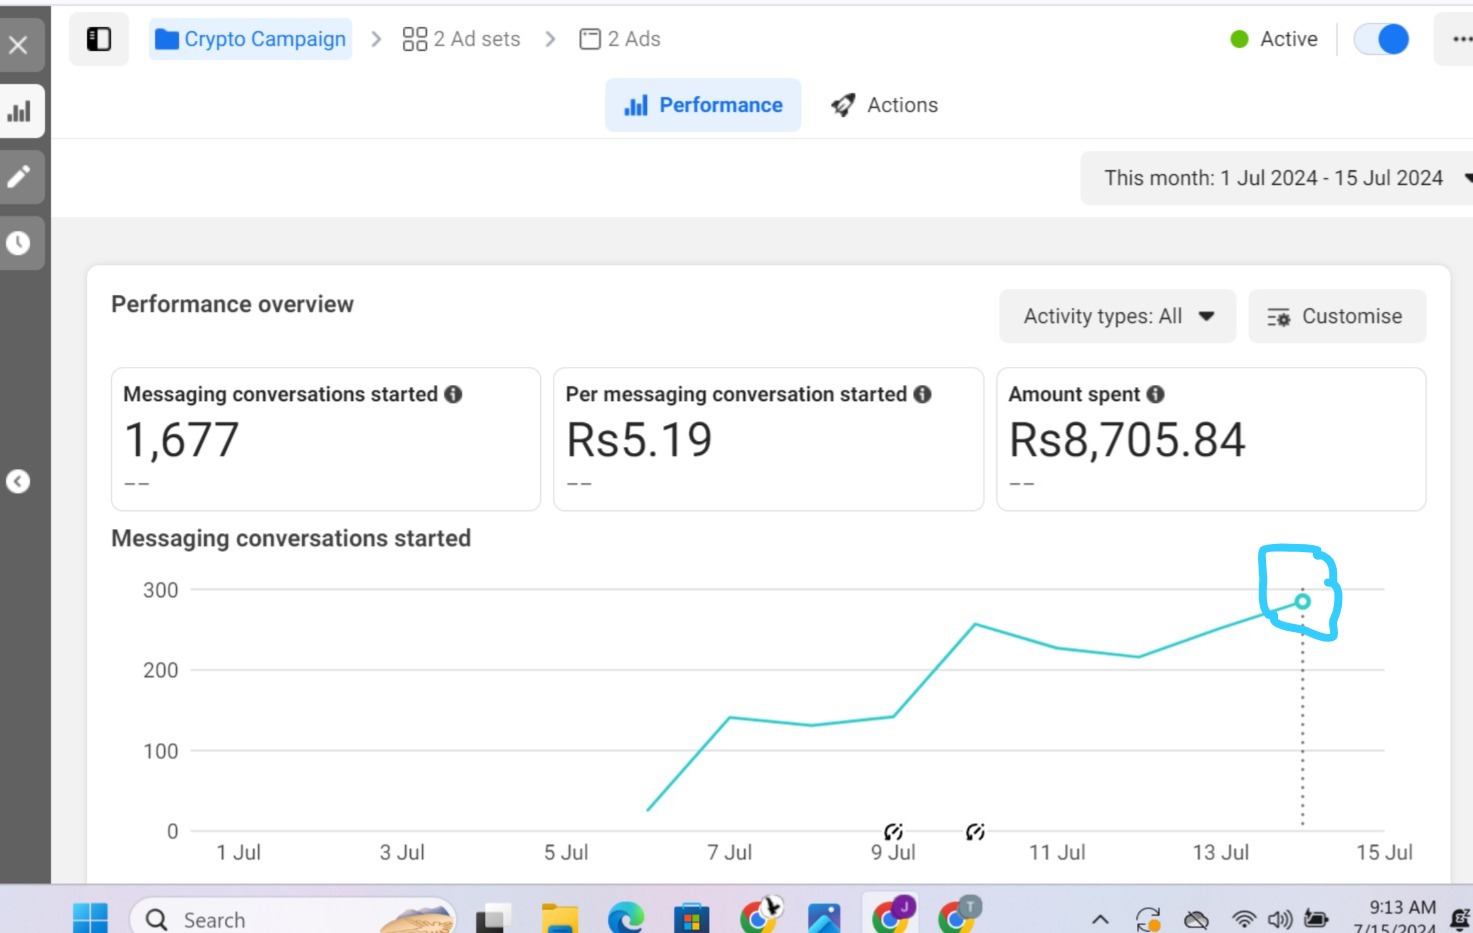 Crypto Campaign > 2 Ad sets > 2 Ads
Active
Performance
Actions
This month: 1 Jul 2024 - 15 Jul 2024
Performance overview
Activity types: All
Customise
Messaging conversations started
1,677
--
Per messaging conversation started
Rs5.19
--
Amount spent
Rs8,705.84
--
Messaging conversations started
300
200
100
0
1 Jul
3 Jul
5 Jul
7 Jul
9 Jul
11 Jul
13 Jul
15 Jul
Search
J
T
9:13 AM
7/15/2024